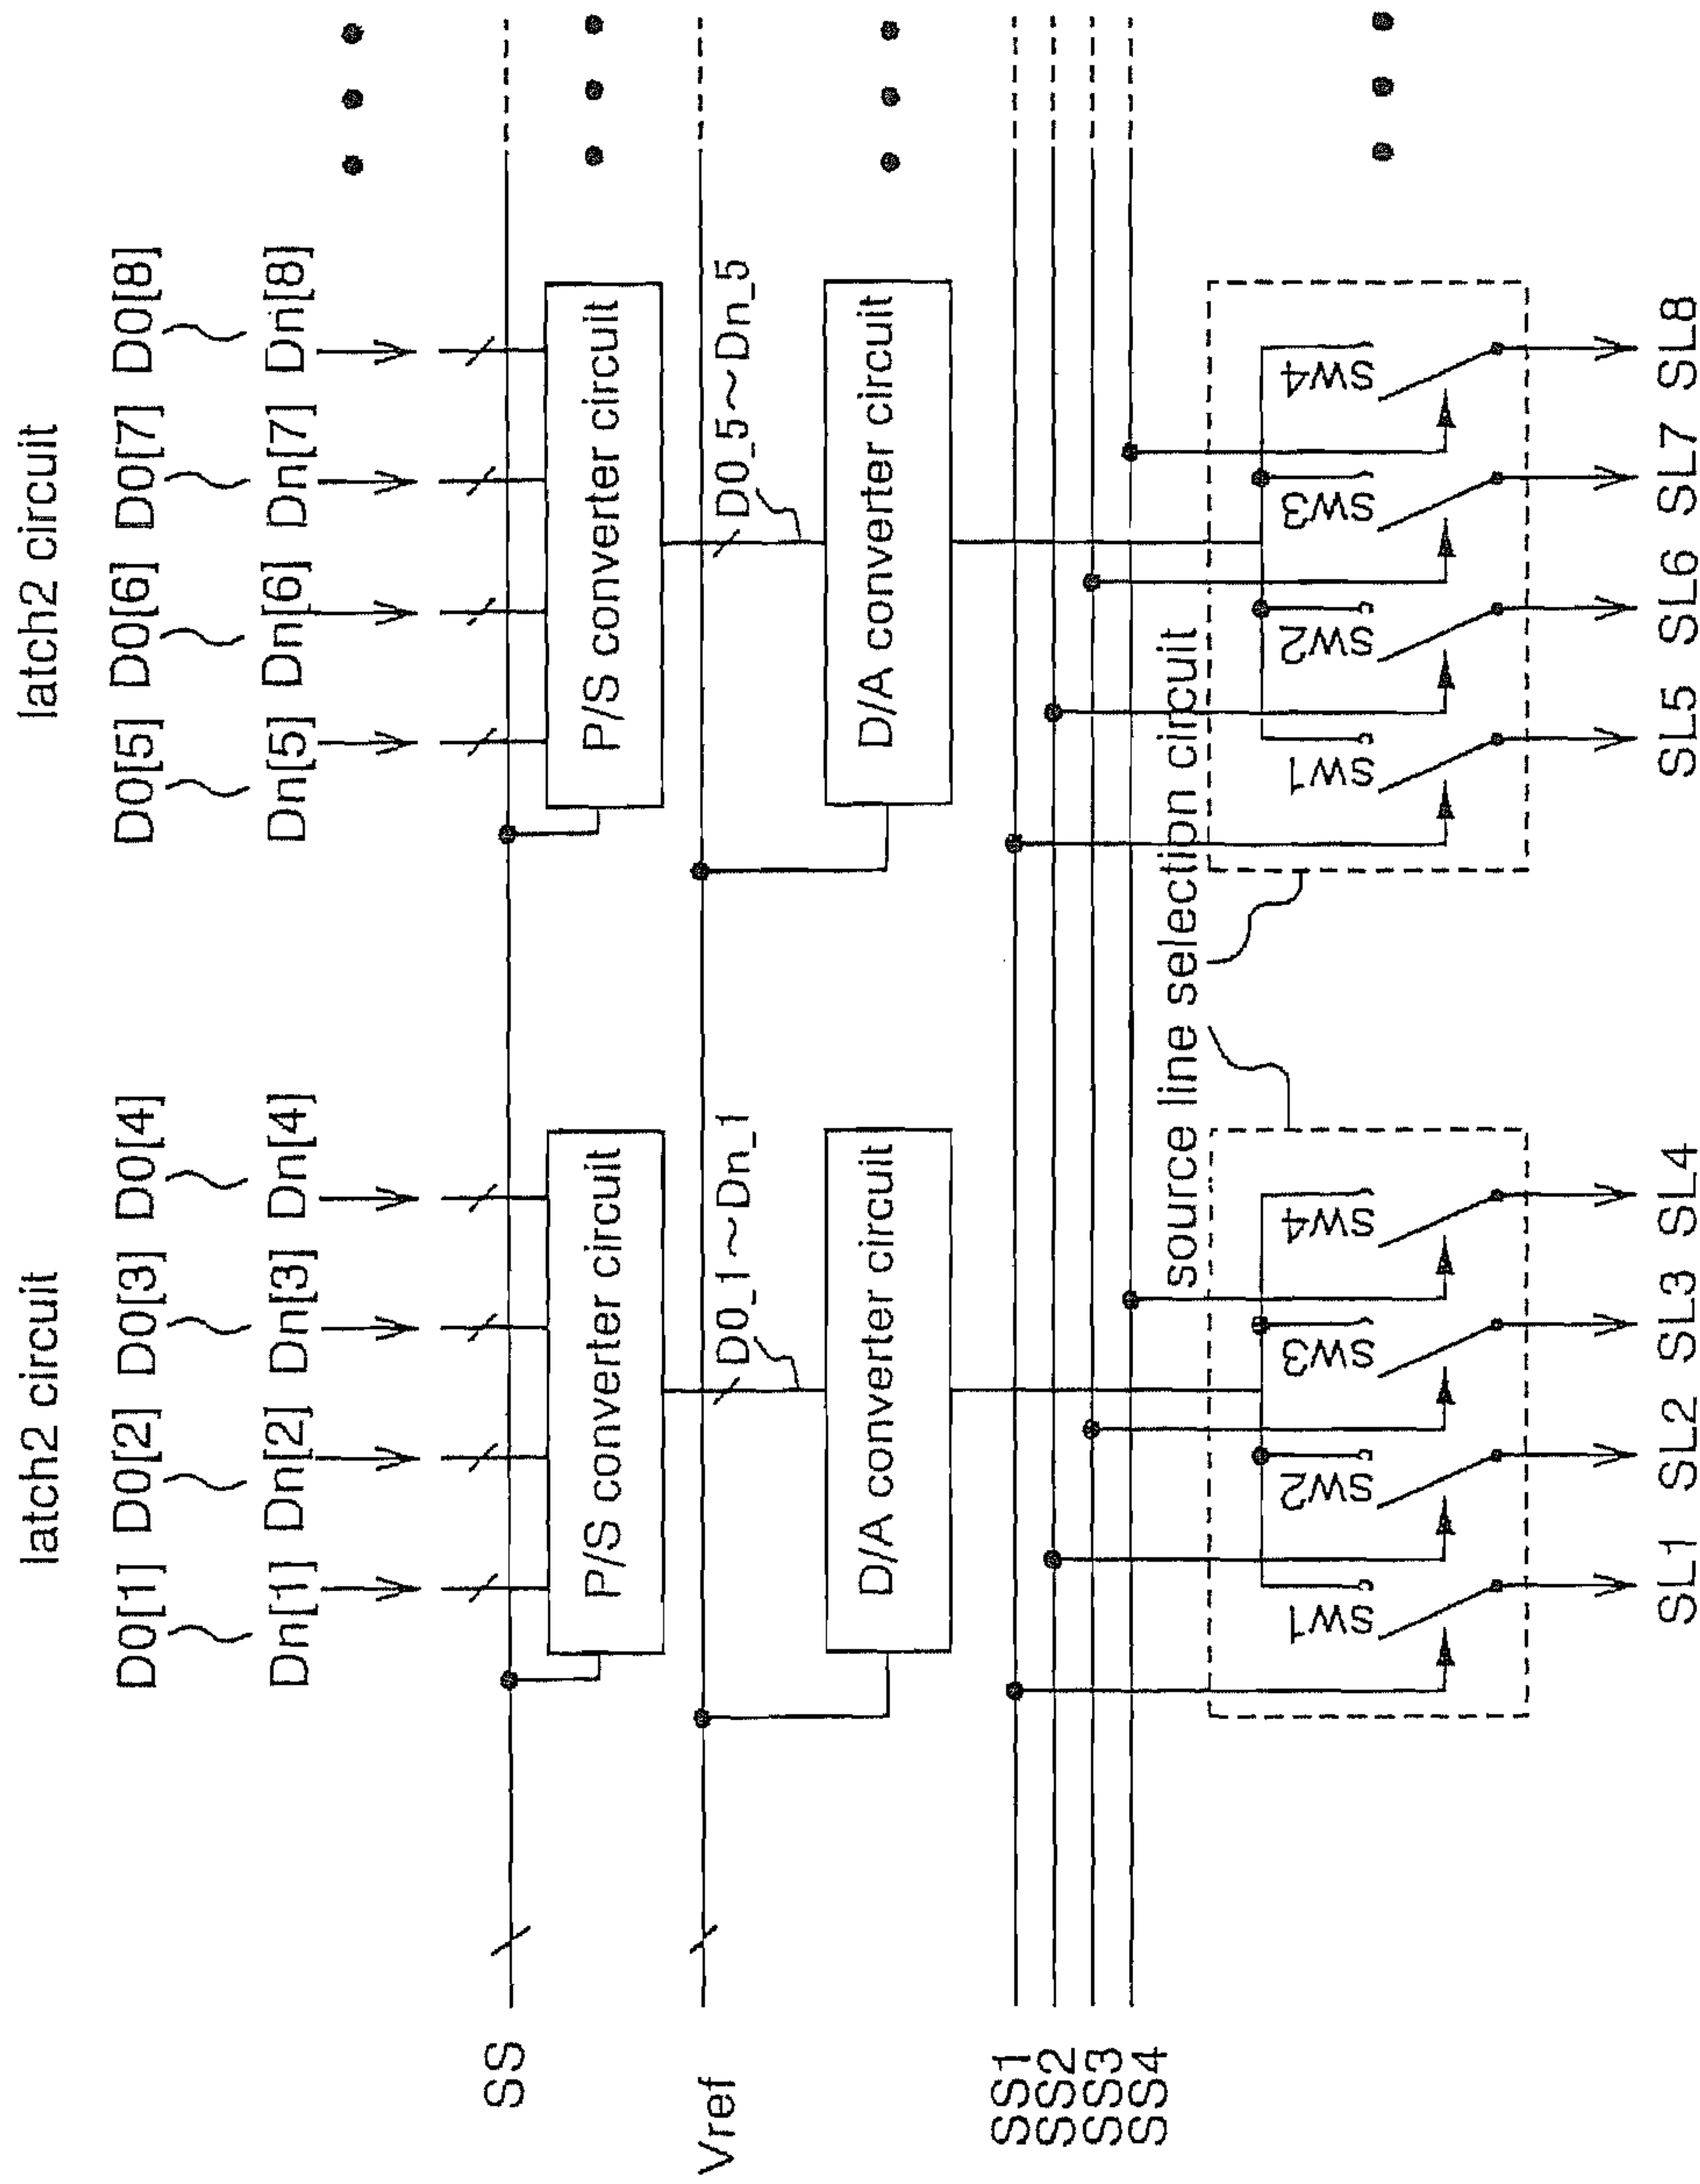 latch2 circuit latch2 circuit
D0[1] D0[2] D0[3] D0[4] D0[5] D0[6] D0[7] D0[8]
Dn[1] Dn[2] Dn[3] Dn[4] Dn[5] Dn[6] Dn[7] Dn[8]
SS
P/S converter circuit P/S converter circuit
Vref
D0_1~Dn_1 D0_5~Dn_5
D/A converter circuit D/A converter circuit
SS1
SS2
SS3
SS4
source line selection circuit
SW1 SW2 SW3 SW4 SW1 SW2 SW3 SW4
SL1 SL2 SL3 SL4 SL5 SL6 SL7 SL8